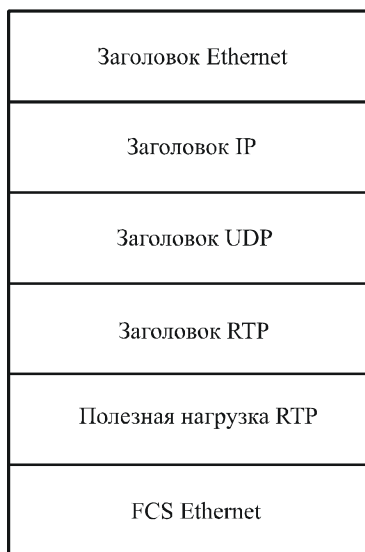 Заголовок Ethernet
Заголовок IP
Заголовок UDP
Заголовок RTP
Полезная нагрузка RTP
FCS Ethernet